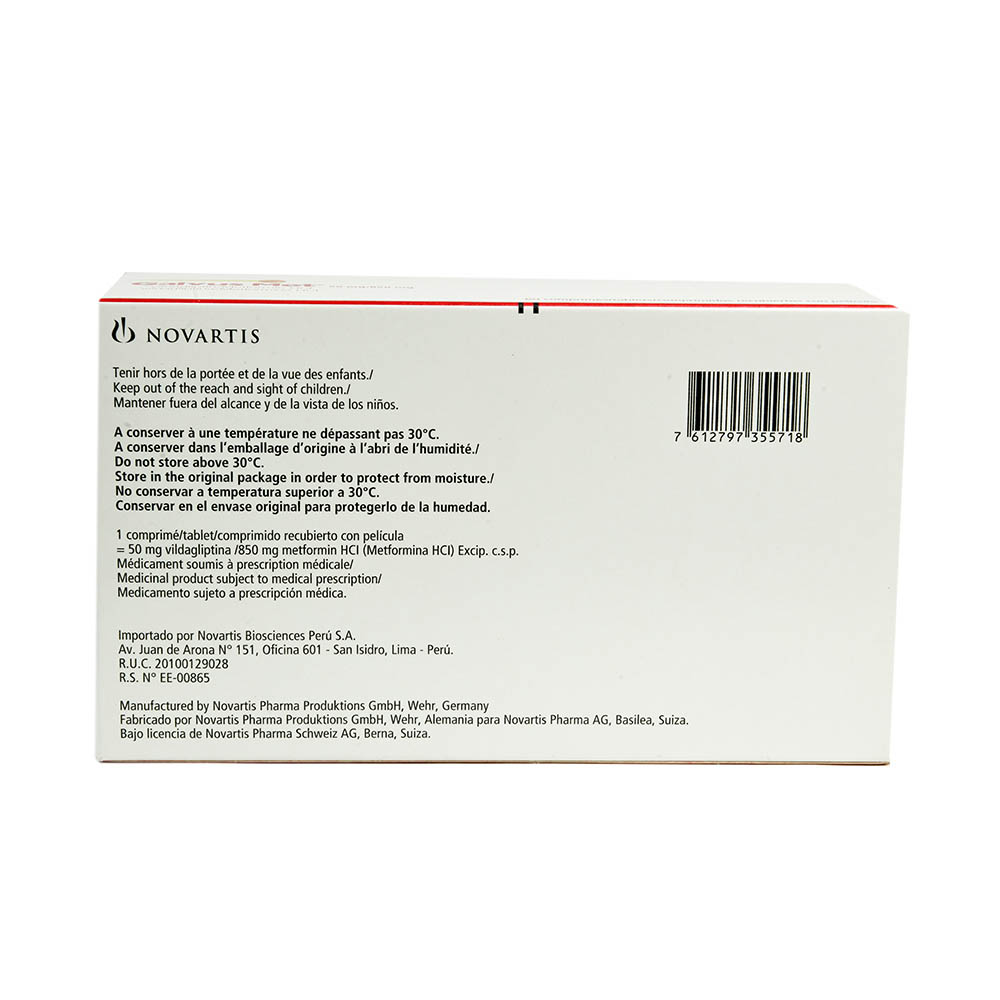 Galvus Met
NOVARTIS
Tenir hors de la portée et de la vue des enfants./
Keep out of the reach and sight of children./
Mantener fuera del alcance y de la vista de los niños.
A conserver à une température ne dépassant pas 30°C.
A conserver dans l'emballage d'origine à l'abri de l'humidité./
Do not store above 30°C.
Store in the original package in order to protect from moisture./
No conservar a temperatura superior a 30°C.
Conservar en el envase original para protegerlo de la humedad.
1 comprimé/tablet/comprimido recubierto con película
= 50 mg vildagliptina /850 mg metformin HCl (Metformina HCl) Excip. c.s.p.
Médicament soumis à prescription médicale/
Medicinal product subject to medical prescription/
Medicamento sujeto a prescripción médica.
Importado por Novartis Biosciences Perú S.A.
Av. Juan de Arona N° 151, Oficina 601 - San Isidro, Lima - Perú.
R.U.C. 20100129028
R.S. N° EE-00865
Manufactured by Novartis Pharma Produktions GmbH, Wehr, Germany
Fabricado por Novartis Pharma Produktions GmbH, Wehr, Alemania para Novartis Pharma AG, Basilea, Suiza.
Bajo licencia de Novartis Pharma Schweiz AG, Berna, Suiza.
7 612797 355718